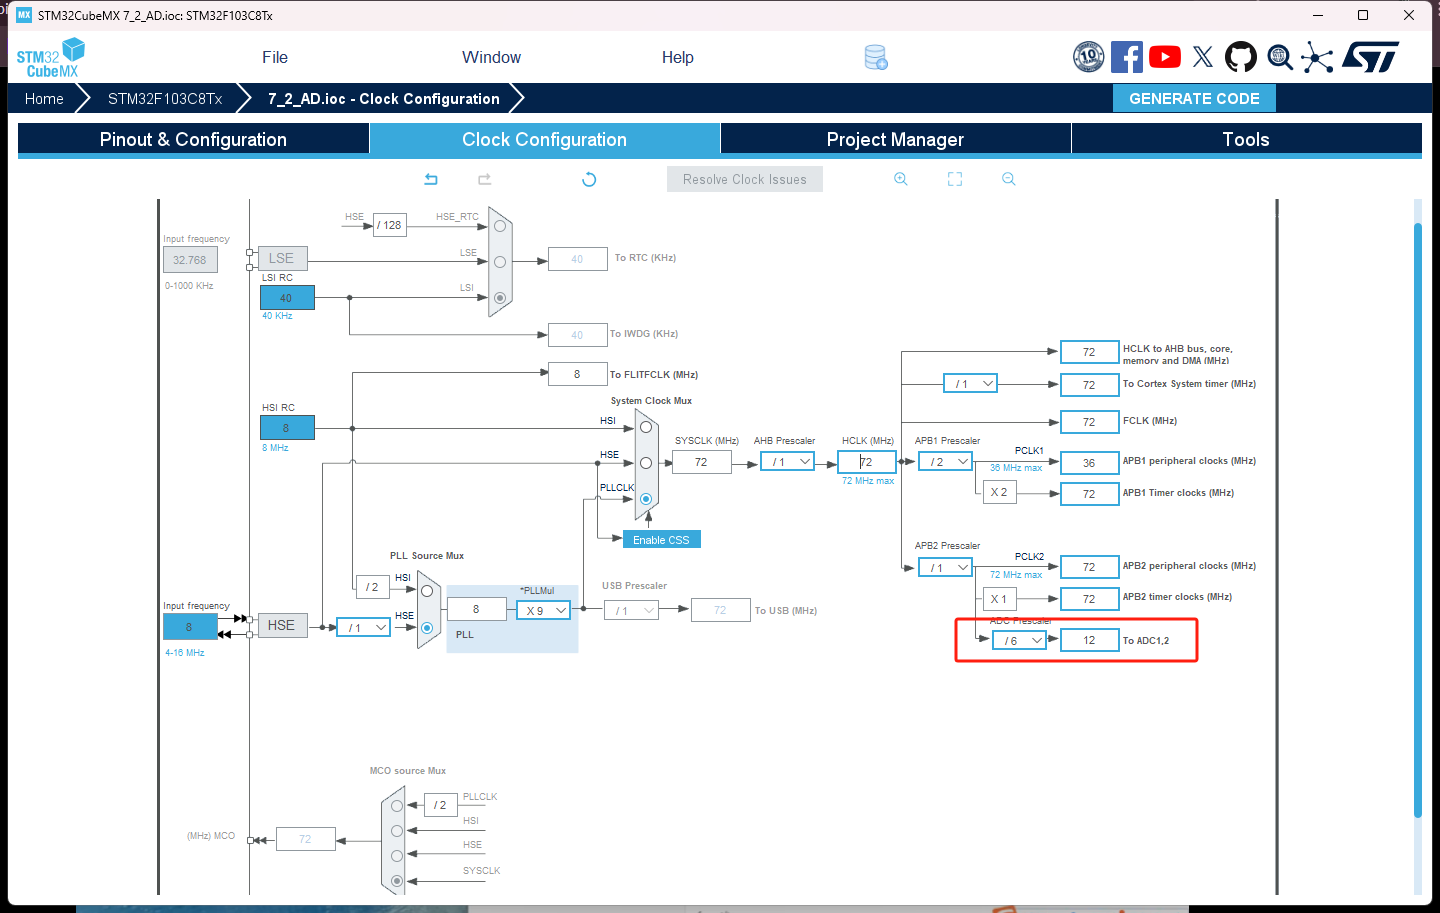 STM32CubeMX 7_2_AD.ioc: STM32F103C8Tx
MX
STM32
CubeMX
File
Window
Help
10
ST
Home
STM32F103C8Tx
7_2_AD.ioc - Clock Configuration
GENERATE CODE
Pinout & Configuration
Clock Configuration
Project Manager
Tools
Resolve Clock Issues
HSE
/ 128
HSE_RTC
Input frequency
32.768
0-1000 KHz
LSE
LSE
40
To RTC (KHz)
LSI RC
40
40 KHz
LSI
40
To IWDG (KHz)
8
To FLITFCLK (MHz)
HSI RC
8
8 MHz
System Clock Mux
HSI
HSE
PLLCLK
Enable CSS
SYSCLK (MHz)
72
AHB Prescaler
/ 1
HCLK (MHz)
72
72 MHz max
72
HCLK to AHB bus, core,
memory and DMA (MHz)
/ 1
72
To Cortex System timer (MHz)
72
FCLK (MHz)
APB1 Prescaler
/ 2
PCLK1
36 MHz max
36
APB1 peripheral clocks (MHz)
X 2
72
APB1 Timer clocks (MHz)
APB2 Prescaler
/ 1
PCLK2
72 MHz max
72
APB2 peripheral clocks (MHz)
X 1
72
APB2 timer clocks (MHz)
ADC Prescaler
/ 6
12
To ADC1,2
PLL Source Mux
/ 2
HSI
HSE
Input frequency
8
4-16 MHz
HSE
/ 1
8
*PLLMul
X 9
PLL
USB Prescaler
/ 1
72
To USB (MHz)
MCO source Mux
(MHz) MCO
72
/ 2
PLLCLK
HSI
HSE
SYSCLK